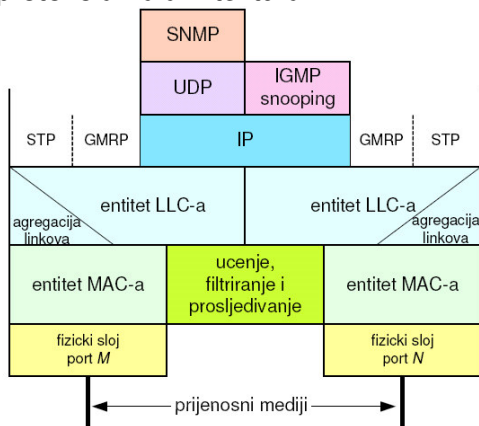 SNMP
UDP
IGMP
snooping
STP
GMRP
IP
GMRP
STP
entitet LLC-a
entitet LLC-a
agregacija
linkova
agregacija
linkova
entitet MAC-a
ucenje,
filtriranje i
prosljedivanje
entitet MAC-a
fizicki sloj
port M
fizicki sloj
port N
prijenosni mediji